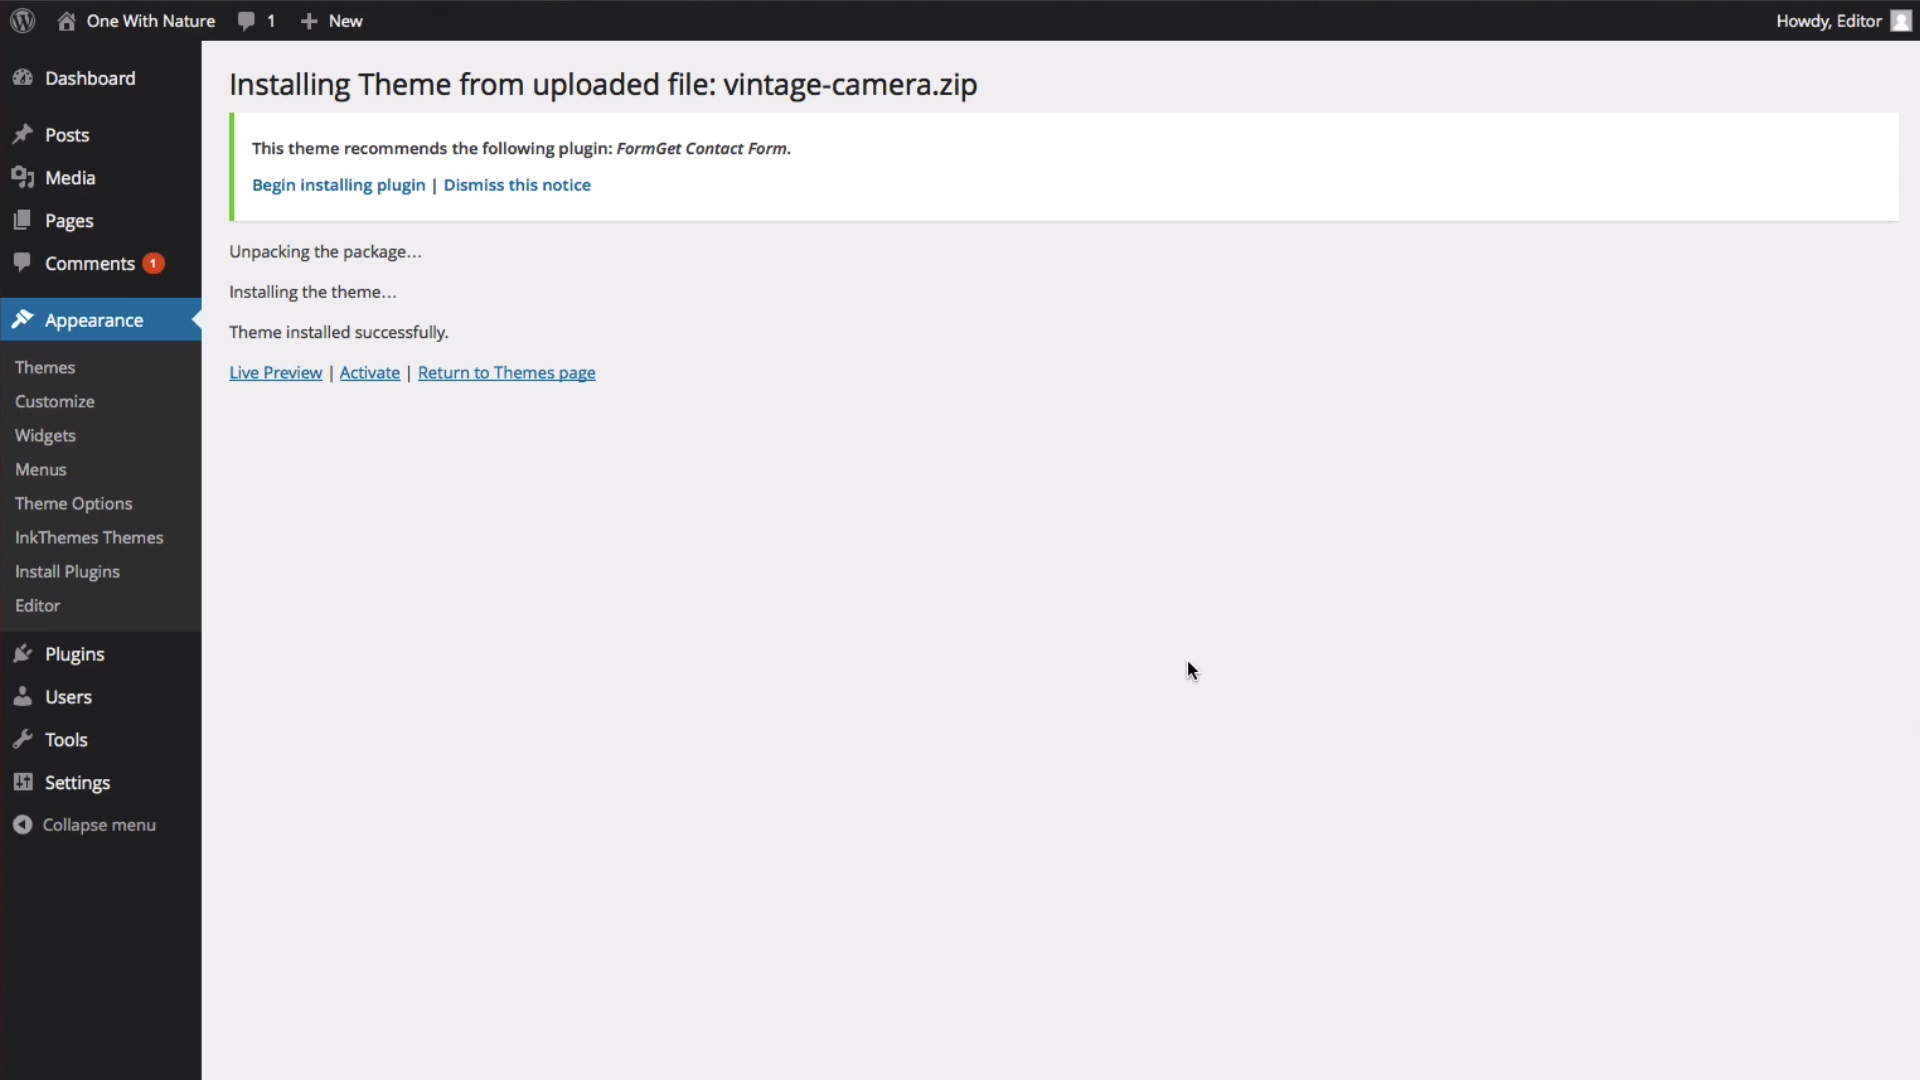 One With Nature 1 New Howdy, Editor
Dashboard
Posts
Media
Pages
Comments 1
Appearance
Themes
Customize
Widgets
Menus
Theme Options
InkThemes Themes
Install Plugins
Editor
Plugins
Users
Tools
Settings
Collapse menu
Installing Theme from uploaded file: vintage-camera.zip
This theme recommends the following plugin: FormGet Contact Form.
Begin installing plugin | Dismiss this notice
Unpacking the package…
Installing the theme…
Theme installed successfully.
Live Preview | Activate | Return to Themes page